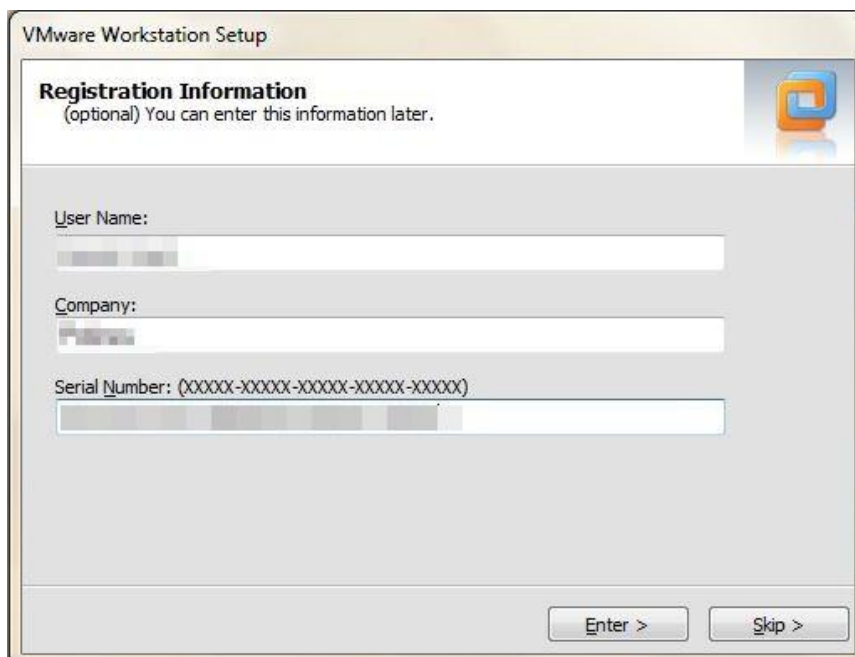 VMware Workstation Setup
Registration Information
(optional) You can enter this information later.
User Name:
Company:
Serial Number: (XXXXX-XXXXX-XXXXX-XXXXX-XXXXX)
Enter >
Skip >